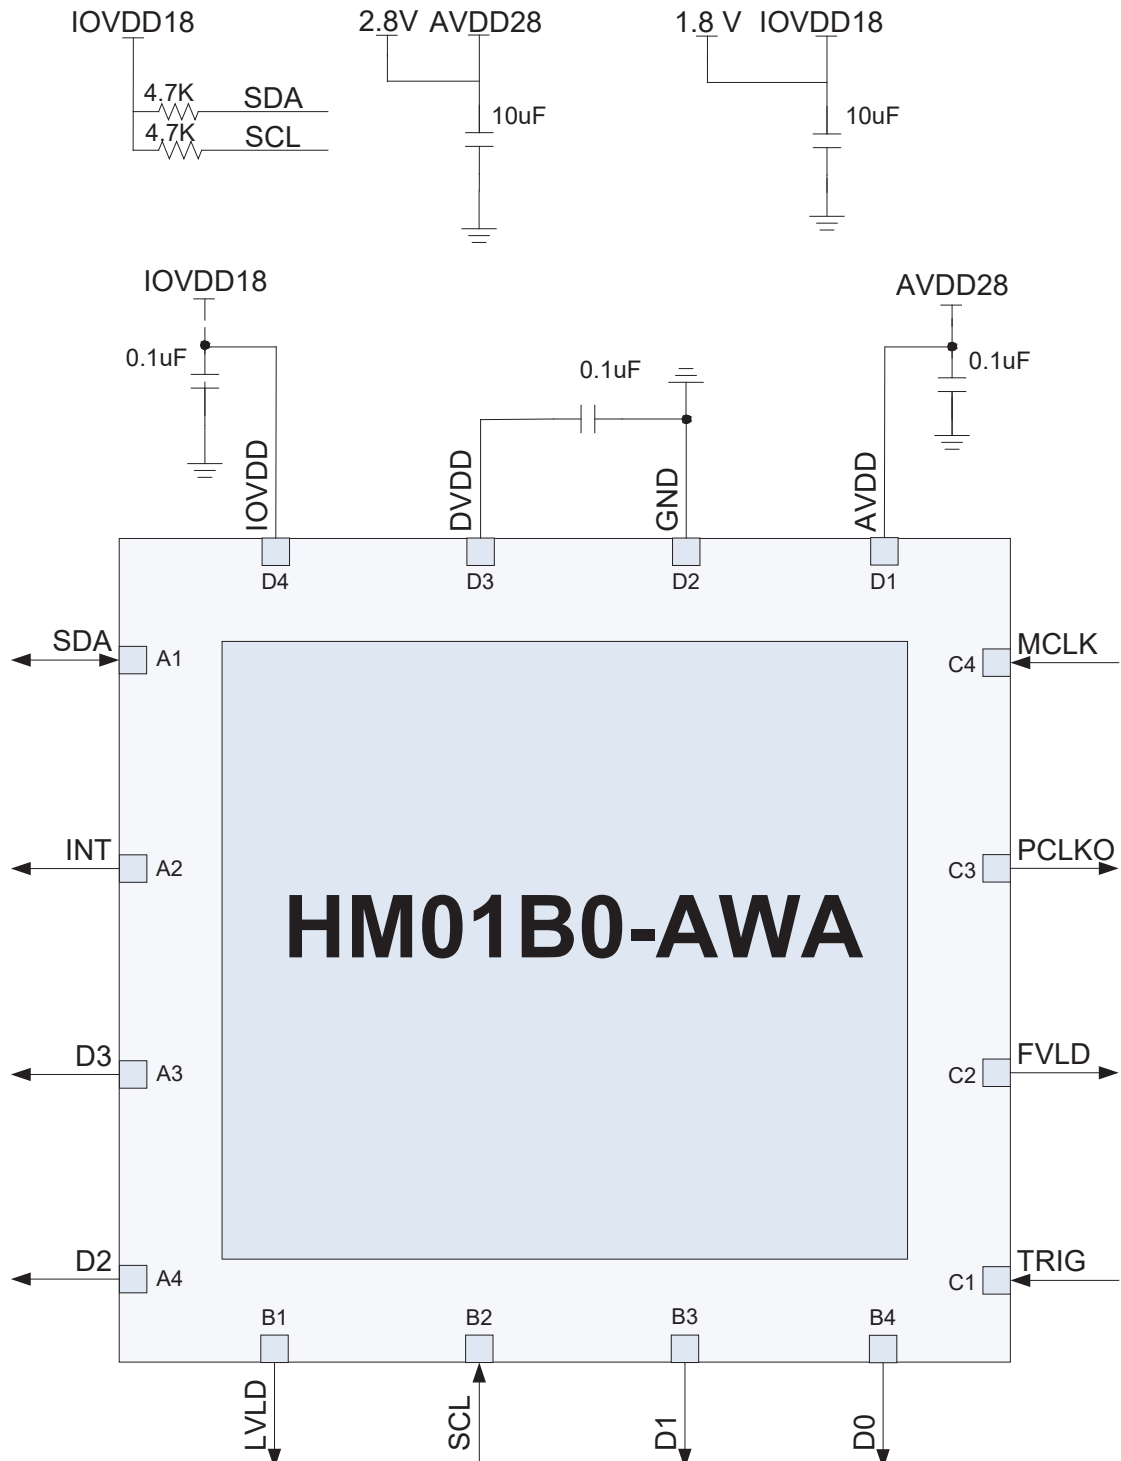 IOVDD18
2.8V AVDD28
1.8 V IOVDD18
4.7K
SDA
4.7K
SCL
10uF
10uF
IOVDD18
AVDD28
0.1uF
0.1uF
0.1uF
IOVDD
DVDD
GND
AVDD
D4
D3
D2
D1
SDA
A1
C4
MCLK
INT
A2
C3
PCLKO
HM01B0-AWA
D3
A3
C2
FVLD
D2
A4
C1
TRIG
B1
B2
B3
B4
LVLD
SCL
D1
D0